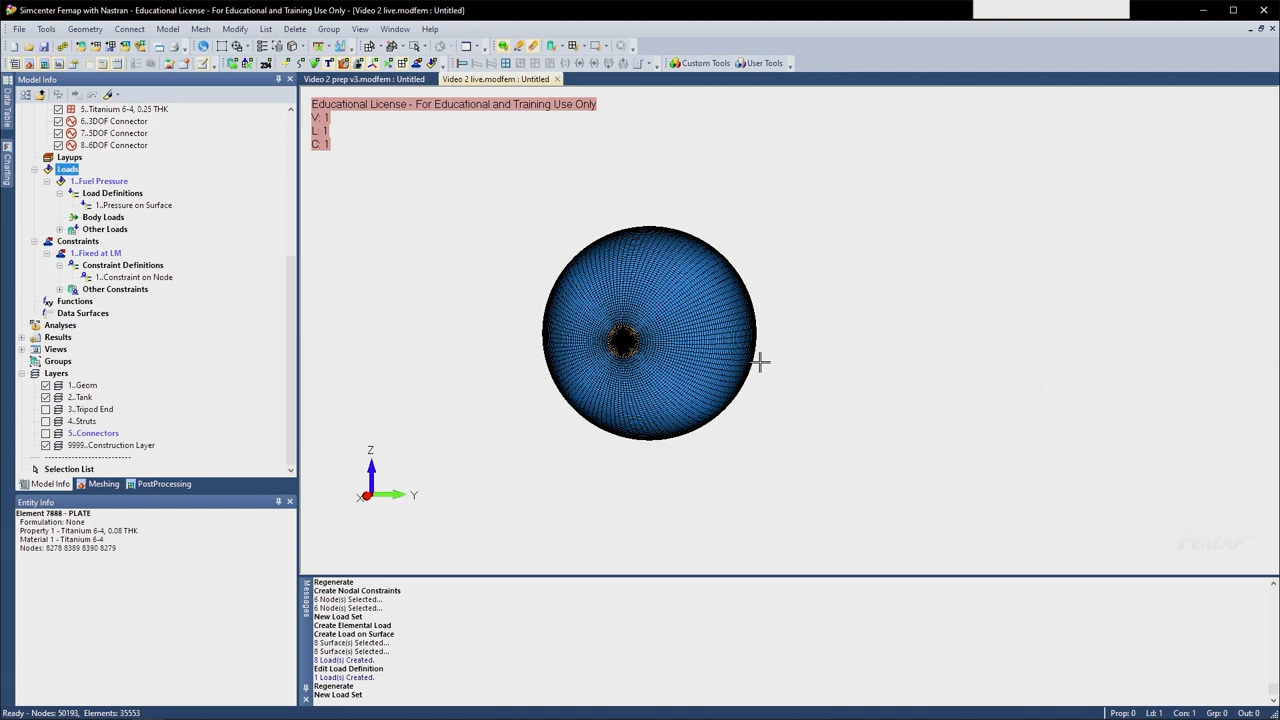 Simcenter Femap with Nastran - Educational License - For Educational and Training Use Only - [Video 2 live.modfem : Untitled]
File Tools Geometry Connect Model Mesh Modify List Delete Group View Window Help
Custom Tools User Tools
Model Info
Video 2 prep v3.modfem : Untitled Video 2 live.modfem : Untitled
Data Table
Charting
5..Titanium 6-4, 0.25 THK
6..3DOF Connector
7..5DOF Connector
8..6DOF Connector
Layups
Loads
1..Fuel Pressure
Load Definitions
1..Pressure on Surface
Body Loads
Other Loads
Constraints
1..Fixed at LM
Constraint Definitions
1..Constraint on Node
Other Constraints
Functions
Data Surfaces
Analyses
Results
Views
Groups
Layers
1..Geom
2..Tank
3..Tripod End
4..Struts
5..Connectors
9999..Construction Layer
Selection List
Model Info Meshing PostProcessing
Entity Info
Element 7888 - PLATE
Formulation: None
Property 1 - Titanium 6-4, 0.08 THK
Material 1 - Titanium 6-4
Nodes: 8278 8389 8390 8279
Educational License - For Educational and Training Use Only
V: 1
L: 1
C: 1
Z
X
Y
FEMAP
Messages
Regenerate
Create Nodal Constraints
6 Node(s) Selected...
6 Node(s) Selected...
New Load Set
Create Elemental Load
Create Load on Surface
8 Surface(s) Selected...
8 Surface(s) Selected...
8 Load(s) Created.
Edit Load Definition
1 Load(s) Created.
Regenerate
New Load Set
Ready - Nodes: 50193, Elements: 35553
Prop: 0 Ld: 1 Con: 1 Grp: 0 Out: 0